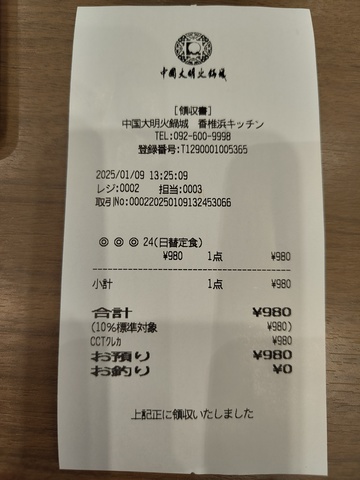 中国大明火鍋城
[領収書]
中国大明火鍋城 香椎浜キッチン
TEL:092-600-9998
登録番号:T1290001005365
2025/01/09 13:25:09
レジ:0002 担当:0003
取引No:0002202501091324530​66
◎ ◎ ◎ 24(日替定食)
¥980 1点 ¥980
小計 1点 ¥980
合計 ¥980
(10%標準対象 ¥980)
CCTクレカ ¥980
お預り ¥980
お釣り ¥0
上記正に領収いたしました